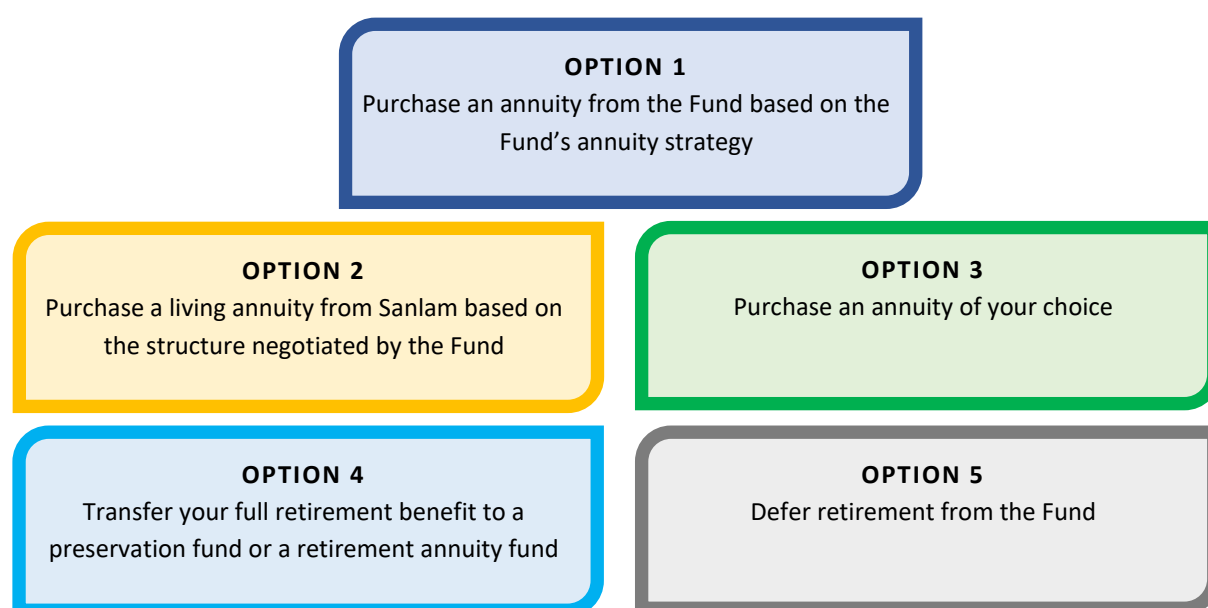 OPTION 1
Purchase an annuity from the Fund based on the
Fund’s annuity strategy
OPTION 2
Purchase a living annuity from Sanlam based on
the structure negotiated by the Fund
OPTION 3
Purchase an annuity of your choice
OPTION 4
Transfer your full retirement benefit to a
preservation fund or a retirement annuity fund
OPTION 5
Defer retirement from the Fund